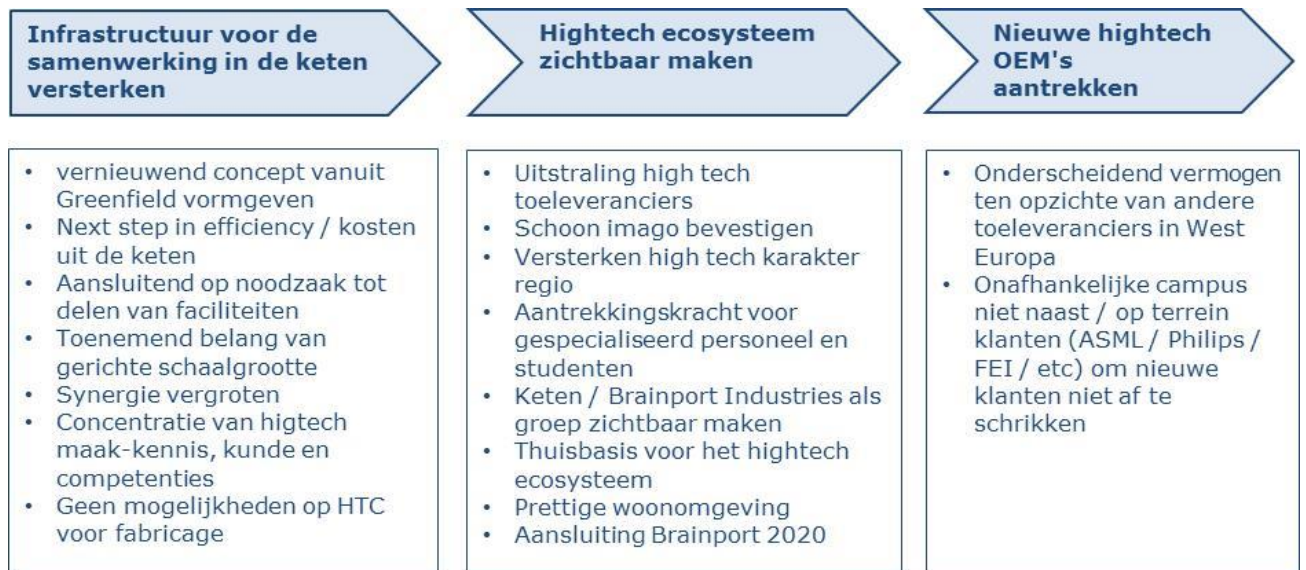 Infrastructuur voor de
samenwerking in de keten
versterken
Hightech ecosysteem
zichtbaar maken
Nieuwe hightech
OEM's
aantrekken
• vernieuwend concept vanuit
Greenfield vormgeven
• Next step in efficiency / kosten
uit de keten
• Aansluitend op noodzaak tot
delen van faciliteiten
• Toenemend belang van
gerichte schaalgrootte
• Synergie vergroten
• Concentratie van higtech
maak-kennis, kunde en
competenties
• Geen mogelijkheden op HTC
voor fabricage
• Uitstraling high tech
toeleveranciers
• Schoon imago bevestigen
• Versterken high tech karakter
regio
• Aantrekkingskracht voor
gespecialiseerd personeel en
studenten
• Keten / Brainport Industries als
groep zichtbaar maken
• Thuisbasis voor het hightech
ecosysteem
• Prettige woonomgeving
• Aansluiting Brainport 2020
• Onderscheidend vermogen
ten opzichte van andere
toeleveranciers in West
Europa
• Onafhankelijke campus
niet naast / op terrein
klanten (ASML / Philips /
FEI / etc) om nieuwe
klanten niet af te
schrikken